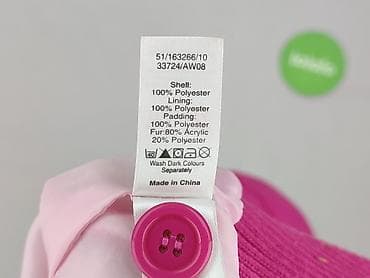 51/163266/10
33724/AW08
Shell:
100% Polyester
Lining:
100% Polyester
Padding:
100% Polyester
Fur:80% Acrylic
20% Polyester
Wash Dark Colours
Separately
Made in China